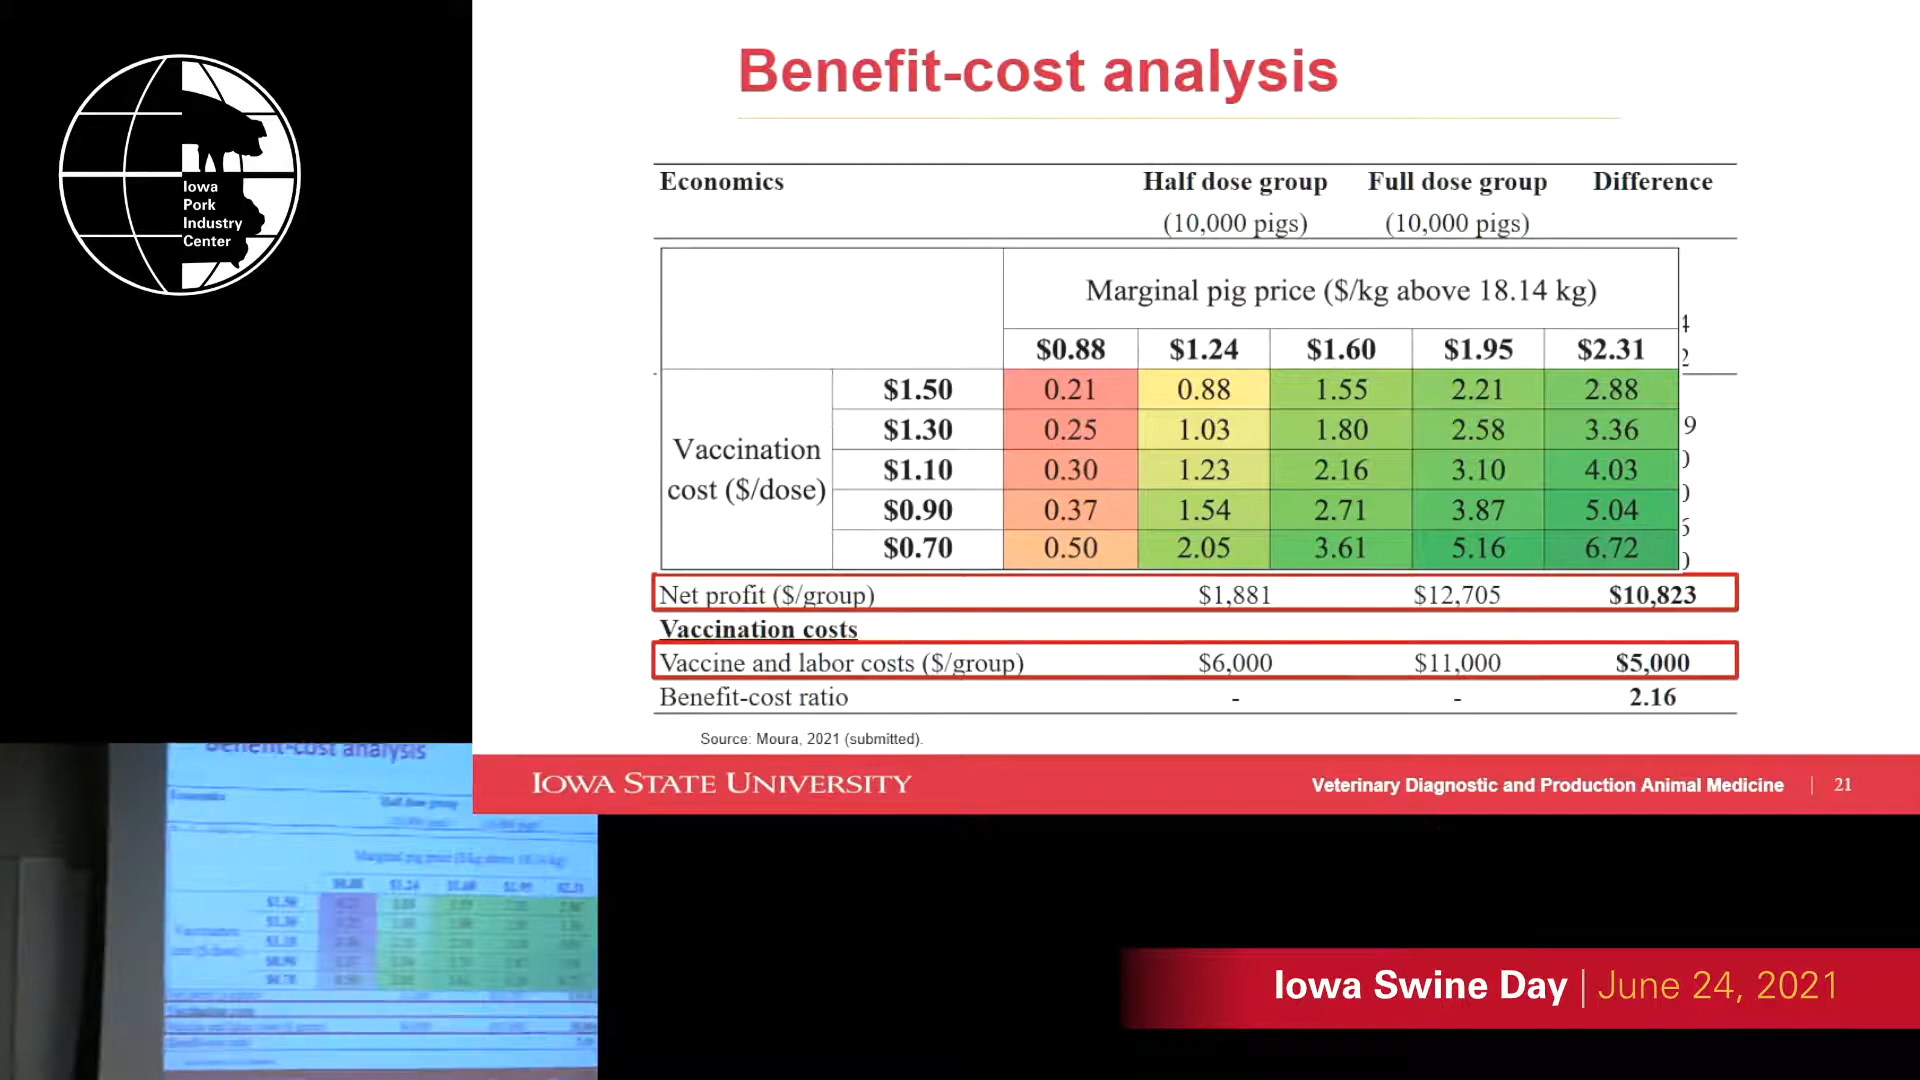 Iowa
Pork
Industry
Center
Benefit-cost analysis
Economics Half dose group Full dose group Difference
(10,000 pigs) (10,000 pigs)
Marginal pig price ($/kg above 18.14 kg)
$0.88 $1.24 $1.60 $1.95 $2.31
Vaccination cost ($/dose)
$1.50 0.21 0.88 1.55 2.21 2.88
$1.30 0.25 1.03 1.80 2.58 3.36
$1.10 0.30 1.23 2.16 3.10 4.03
$0.90 0.37 1.54 2.71 3.87 5.04
$0.70 0.50 2.05 3.61 5.16 6.72
Net profit ($/group) $1,881 $12,705 $10,823
Vaccination costs
Vaccine and labor costs ($/group) $6,000 $11,000 $5,000
Benefit-cost ratio - - 2.16
Source: Moura, 2021 (submitted).
IOWA STATE UNIVERSITY
Veterinary Diagnostic and Production Animal Medicine | 21
Benefit-cost analysis
Iowa Swine Day | June 24, 2021